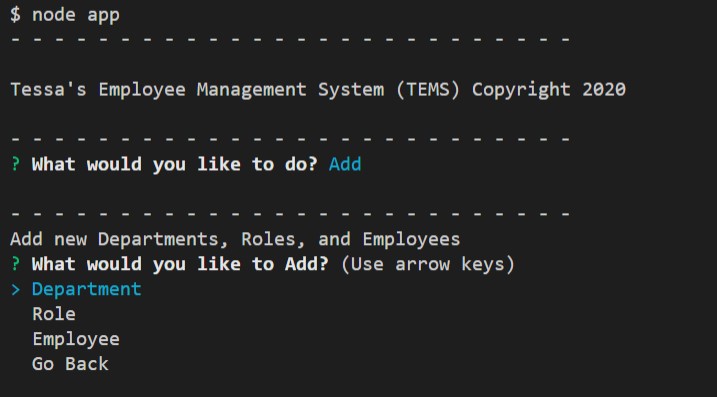 $ node app
- - - - - - - - - - - - - - - - - - - - - - - - - -
Tessa's Employee Management System (TEMS) Copyright 2020
- - - - - - - - - - - - - - - - - - - - - - - - - -
? What would you like to do? Add
- - - - - - - - - - - - - - - - - - - - - - - - - -
Add new Departments, Roles, and Employees
? What would you like to Add? (Use arrow keys)
> Department
Role
Employee
Go Back